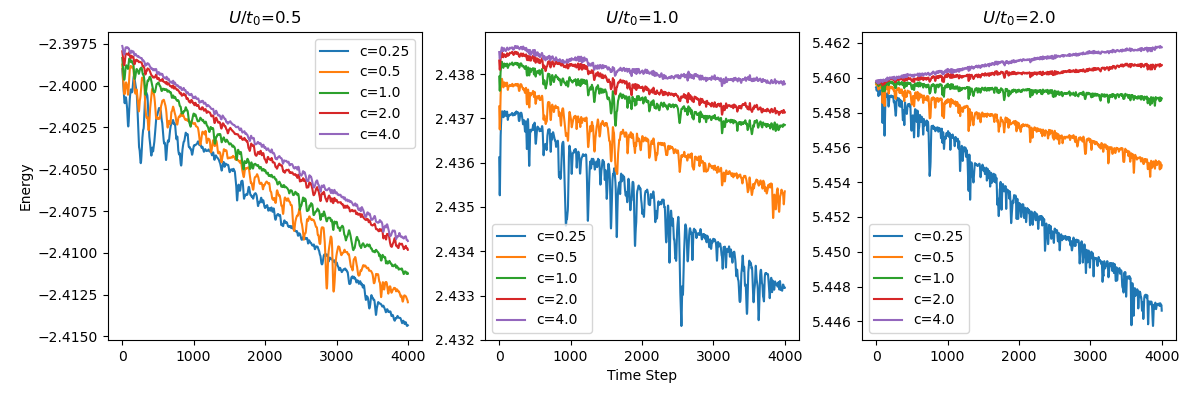 U/t₀=0.5
U/t₀=1.0
U/t₀=2.0
Energy
−2.3975
−2.4000
−2.4025
−2.4050
−2.4075
−2.4100
−2.4125
−2.4150
c=0.25
c=0.5
c=1.0
c=2.0
c=4.0
0
1000
2000
3000
4000
2.438
2.437
2.436
2.435
2.434
2.433
2.432
c=0.25
c=0.5
c=1.0
c=2.0
c=4.0
0
1000
2000
3000
4000
Time Step
5.462
5.460
5.458
5.456
5.454
5.452
5.450
5.448
5.446
c=0.25
c=0.5
c=1.0
c=2.0
c=4.0
0
1000
2000
3000
4000